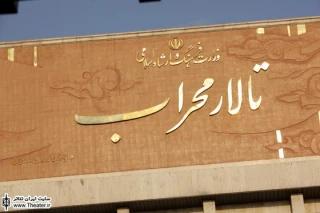 وزارت فرهنگ و ارشاد اسلامی
تالار محراب
سایت ایران تئاتر
www.Theater.ir